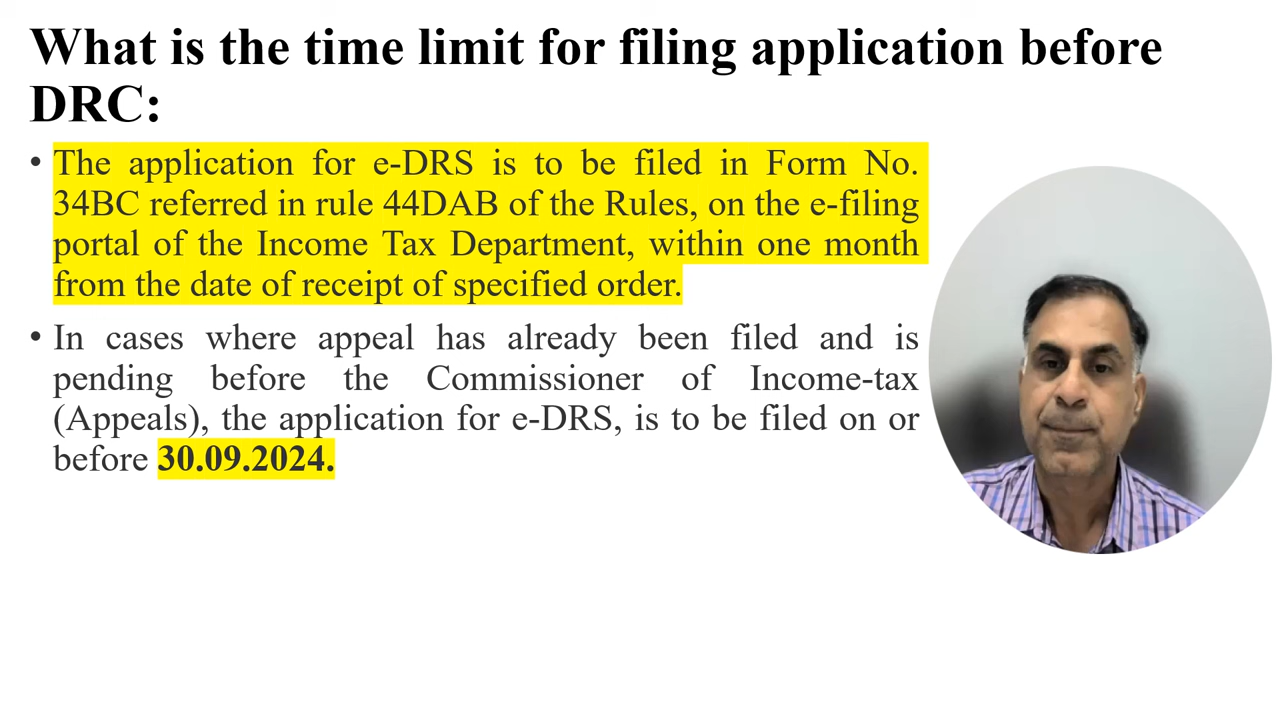 What is the time limit for filing application before
DRC:
• The application for e-DRS is to be filed in Form No.
34BC referred in rule 44DAB of the Rules, on the e-filing
portal of the Income Tax Department, within one month
from the date of receipt of specified order.
• In cases where appeal has already been filed and is
pending before the Commissioner of Income-tax
(Appeals), the application for e-DRS, is to be filed on or
before 30.09.2024.